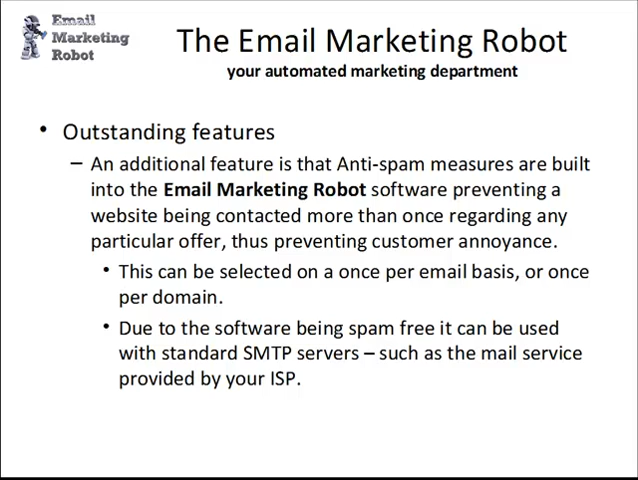 Email
Marketing
Robot
The Email Marketing Robot
your automated marketing department
• Outstanding features
– An additional feature is that Anti-spam measures are built
into the Email Marketing Robot software preventing a
website being contacted more than once regarding any
particular offer, thus preventing customer annoyance.
• This can be selected on a once per email basis, or once
per domain.
• Due to the software being spam free it can be used
with standard SMTP servers – such as the mail service
provided by your ISP.